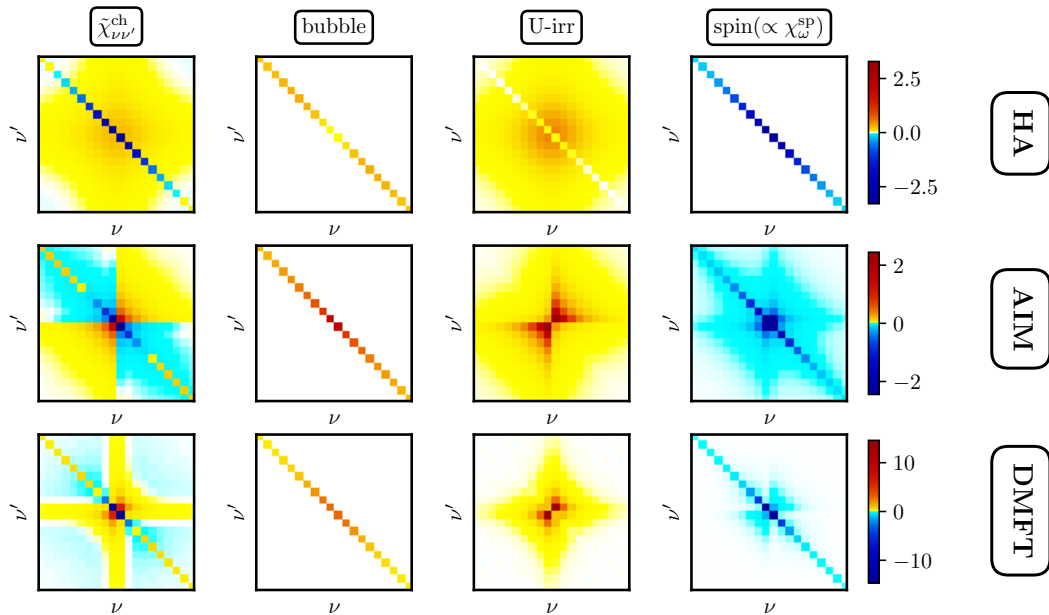 χ̃^ch_νν′ bubble U-irr spin(∝ χ^sp_ω)
ν′ ν′ ν′ ν′ 2.5 0.0 −2.5 HA
ν ν ν ν
ν′ ν′ ν′ ν′ 2 0 −2 AIM
ν ν ν ν
ν′ ν′ ν′ ν′ 10 0 −10 DMFT
ν ν ν ν